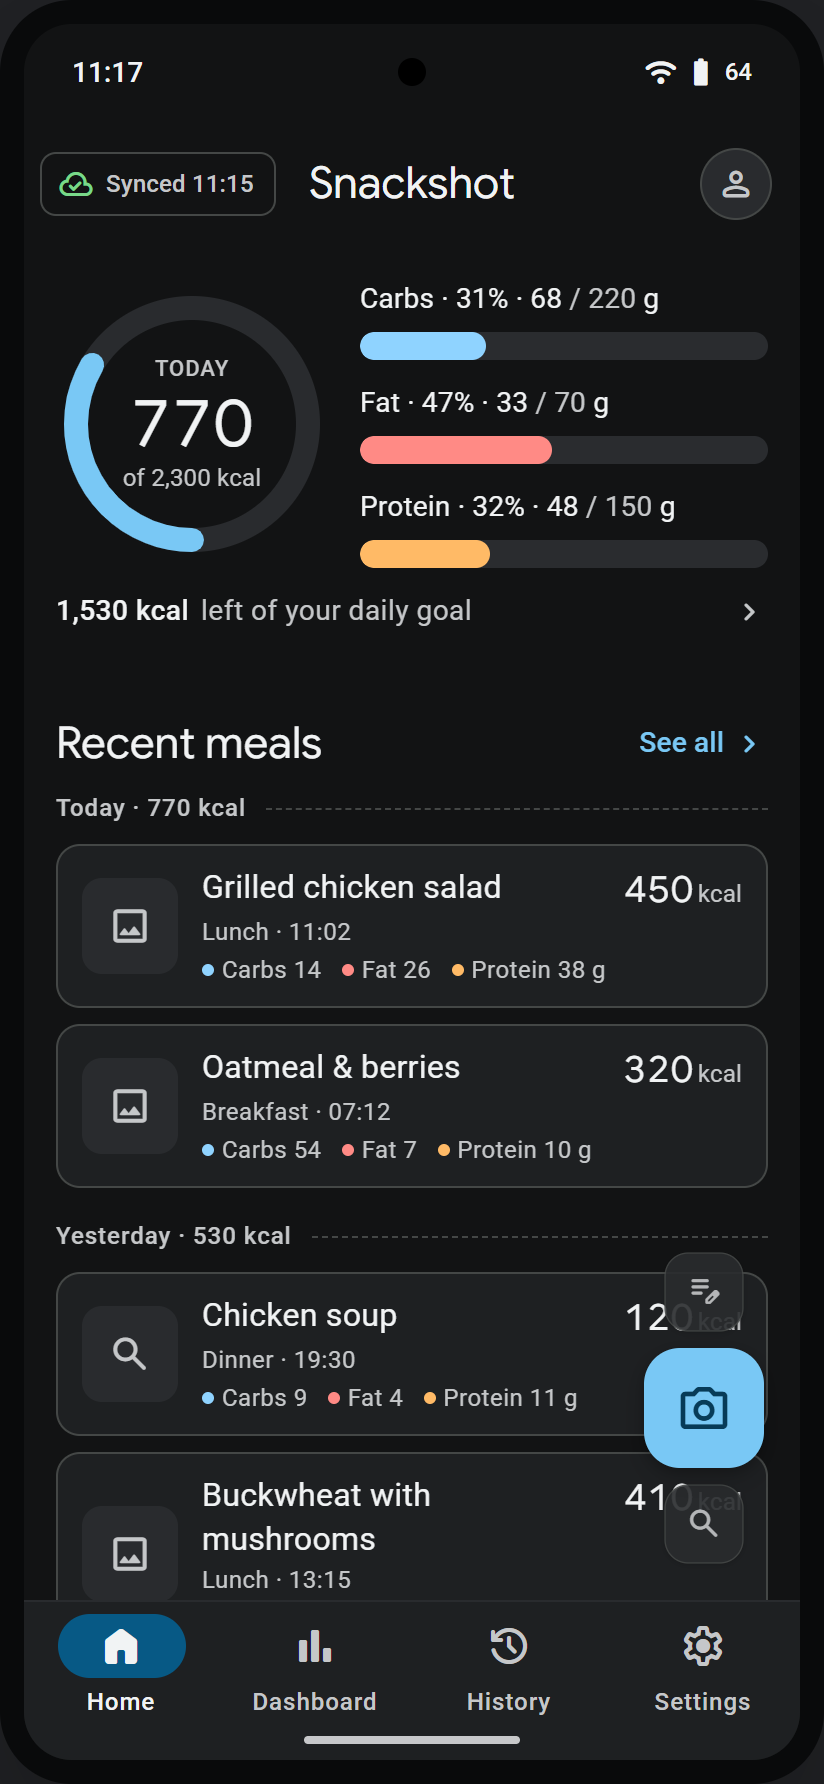 11:17
64
Synced 11:15
Snackshot
TODAY
770
of 2,300 kcal
Carbs · 31% · 68 / 220 g
Fat · 47% · 33 / 70 g
Protein · 32% · 48 / 150 g
1,530 kcal left of your daily goal
Recent meals
See all
Today · 770 kcal
Grilled chicken salad
450 kcal
Lunch · 11:02
Carbs 14 Fat 26 Protein 38 g
Oatmeal & berries
320 kcal
Breakfast · 07:12
Carbs 54 Fat 7 Protein 10 g
Yesterday · 530 kcal
Chicken soup
120 kcal
Dinner · 19:30
Carbs 9 Fat 4 Protein 11 g
Buckwheat with
mushrooms
410 kcal
Lunch · 13:15
Home
Dashboard
History
Settings